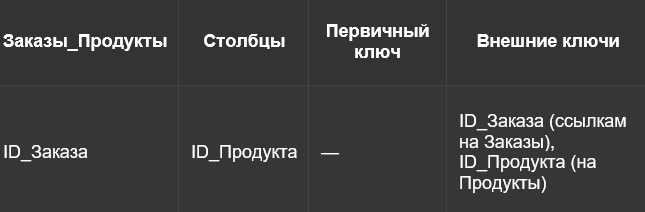 Заказы_Продукты Столбцы Первичный ключ Внешние ключи
ID_Заказа ID_Продукта — ID_Заказа (ссылкам
на Заказы),
ID_Продукта (на
Продукты)